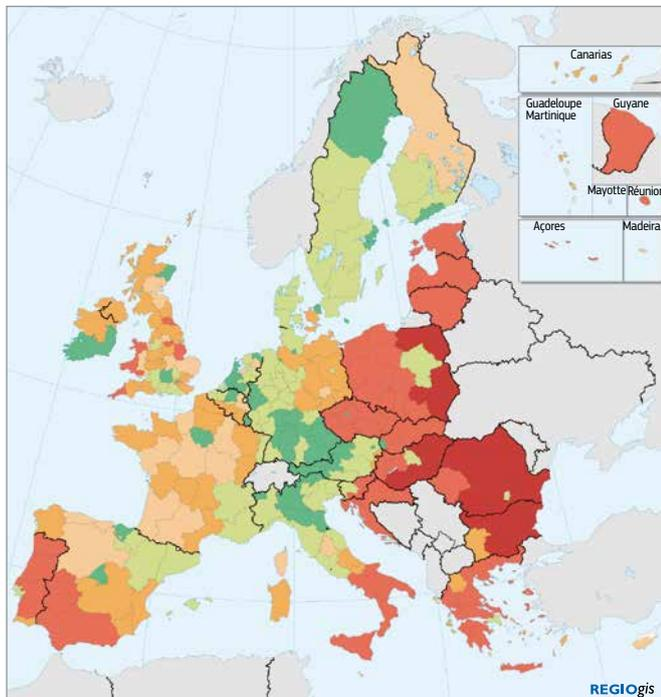 Canarias
Guadeloupe
Martinique
Guyane
Mayotte
Réunion
Açores
Madeira
REGIOgis